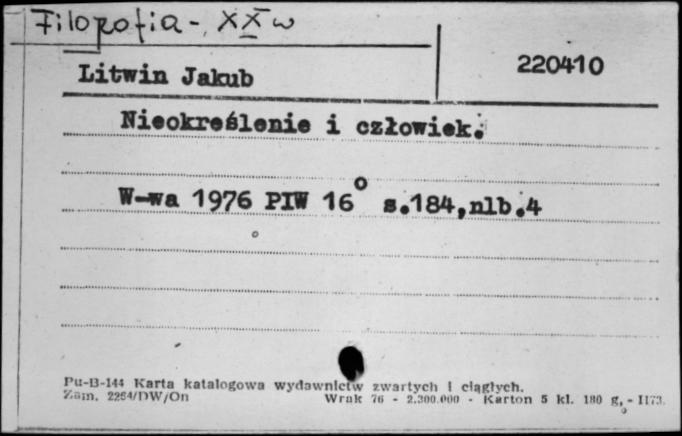 Filozofia - XX w
Litwin Jakub
220410
Nieokreślenie i człowiek.
W-wa 1976 PIW 16° s.184,nlb.4
Pu-B-144 Karta katalogowa wydawnictw zwartych i ciągłych.
Zam. 2264/DW/On Wrak 76 - 2.300.000 - Karton 5 kl. 180 g, - II73.